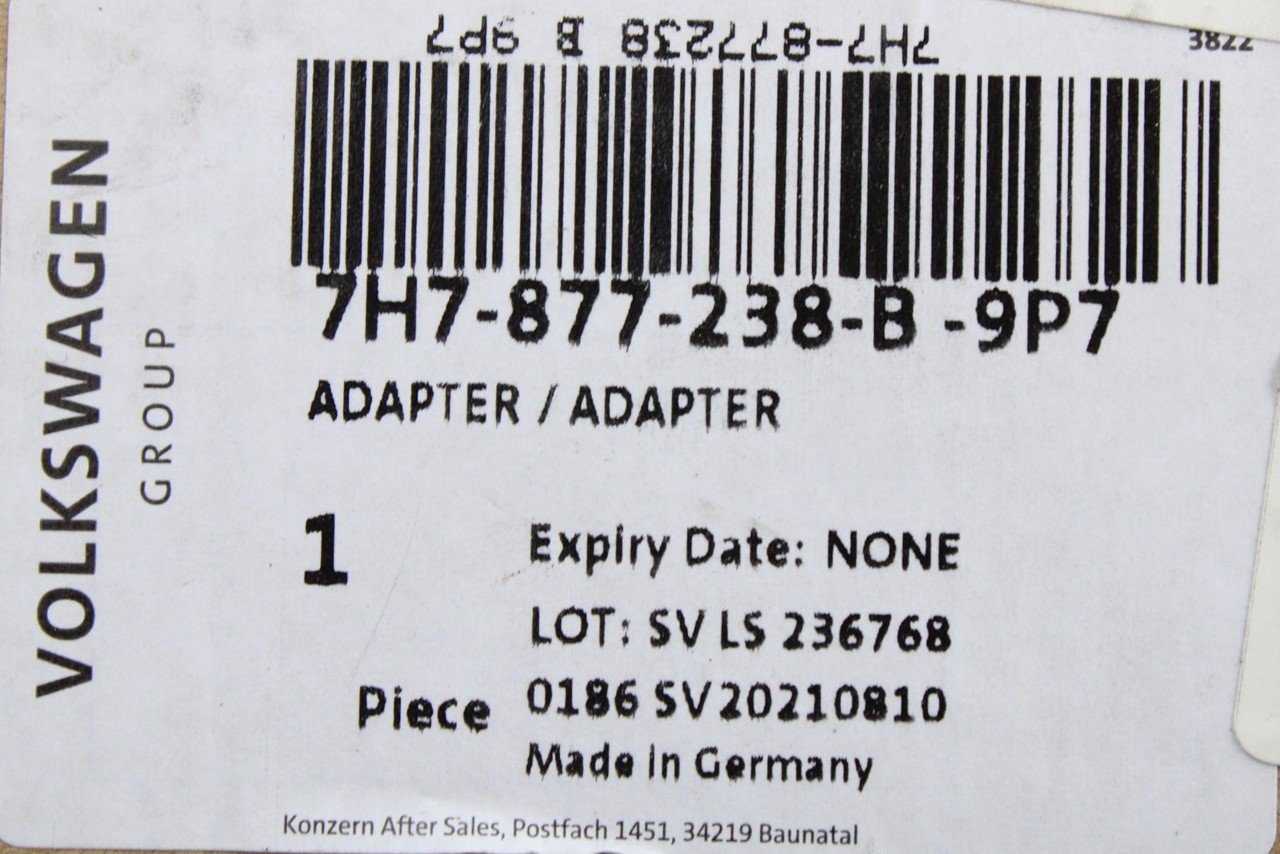 7H7-877238 B 9P7
3822
VOLKSWAGEN
GROUP
7H7-877-238-B -9P7
ADAPTER / ADAPTER
1
Piece
Expiry Date: NONE
LOT: SV LS 236768
0186 SV20210810
Made in Germany
Konzern After Sales, Postfach 1451, 34219 Baunatal